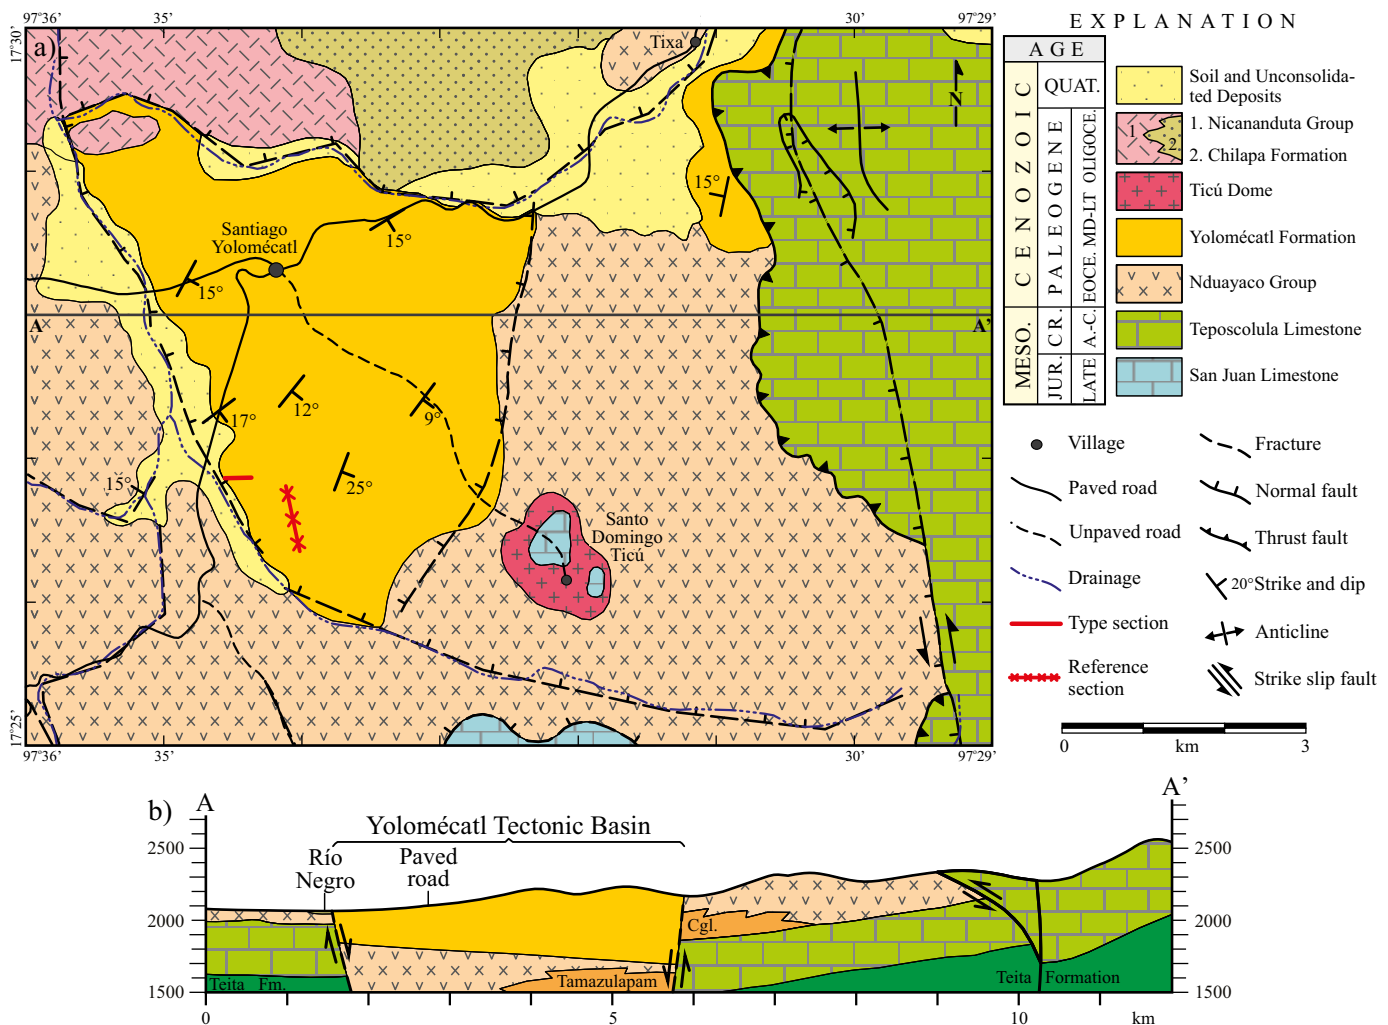 97°36’
35’
30’
97°29’
17°30’
a)
Tixa
N
15°
Santiago
Yolomécatl
15°
15°
A
A’
17°
12°
9°
25°
15°
Santo
Domingo
Ticú
17°25’
97°36’
35’
30’
97°29’
EXPLANATION
AGE
CENOZOIC
MESO.
PALEOGENE
CR.
JUR.
QUAT.
OLIGOCE.
MD-LT
EOCE.
A.-C.
LATE
Soil and Unconsolida-
ted Deposits
1
2
1. Nicananduta Group
2. Chilapa Formation
Ticú Dome
Yolomécatl Formation
Nduayaco Group
Teposcolula Limestone
San Juan Limestone
Village
Paved road
Unpaved road
Drainage
Type section
Reference
section
Fracture
Normal fault
Thrust fault
20° Strike and dip
Anticline
Strike slip fault
0
km
3
b)
A
A’
Yolomécatl Tectonic Basin
Río
Negro
Paved
road
2500
2000
1500
2500
2000
1500
Cgl.
Tamazulapam
Teita Fm.
Teita Formation
0
5
10
km